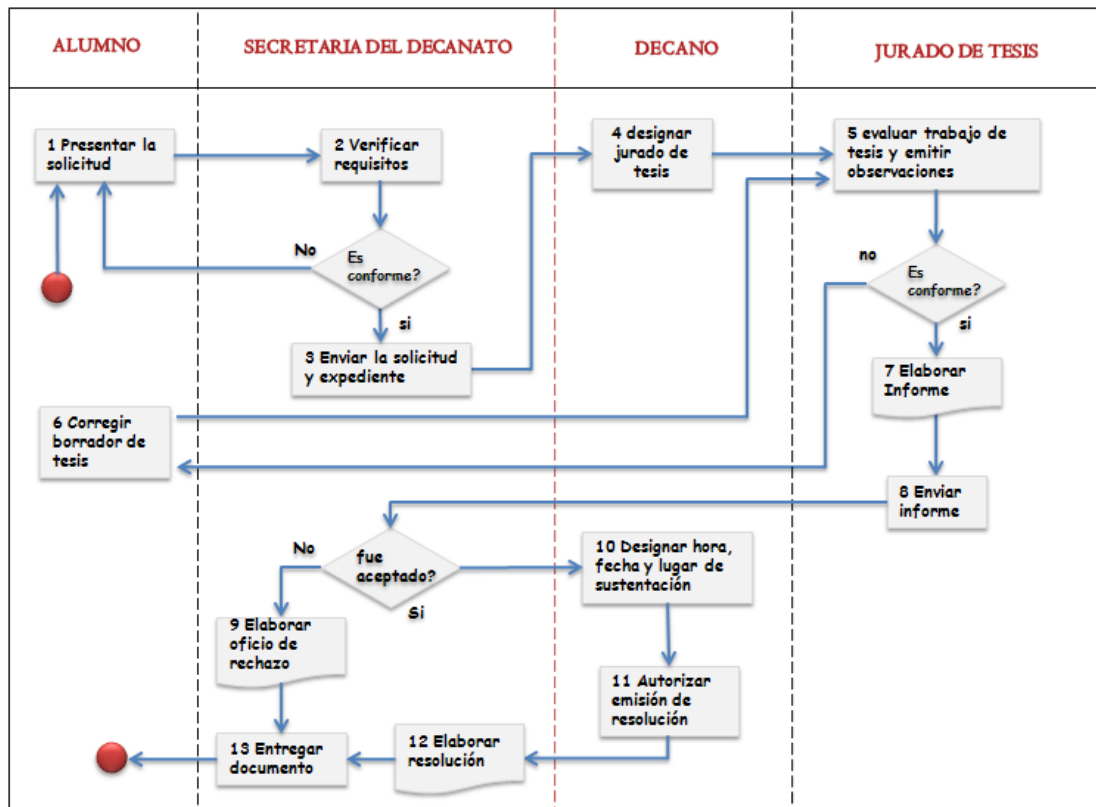 ALUMNO
SECRETARIA DEL DECANATO
DECANO
JURADO DE TESIS
1 Presentar la
solicitud
2 Verificar
requisitos
4 designar
jurado de
tesis
5 evaluar trabajo de
tesis y emitir
observaciones
No
Es
conforme?
si
no
Es
conforme?
si
3 Enviar la solicitud
y expediente
7 Elaborar
Informe
6 Corregir
borrador de
tesis
8 Enviar
informe
No
fue
aceptado?
Si
10 Designar hora,
fecha y lugar de
sustentación
9 Elaborar
oficio de
rechazo
11 Autorizar
emisión de
resolución
13 Entregar
documento
12 Elaborar
resolución